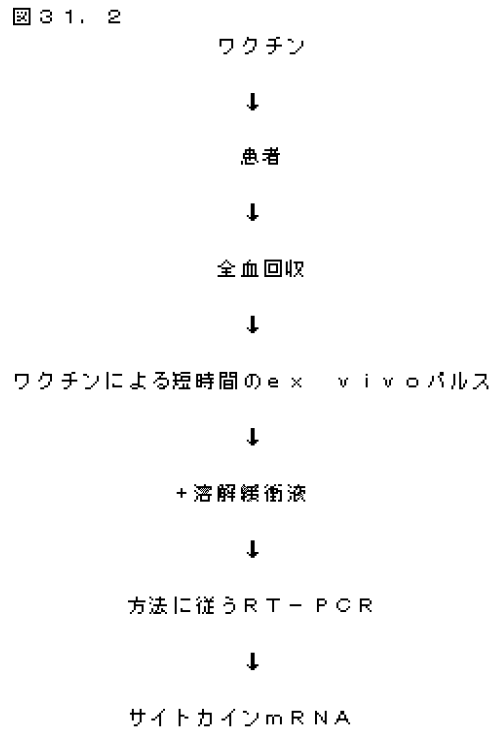 図３１．２
ワクチン
↓
患者
↓
全血回収
↓
ワクチンによる短時間のｅｘ　ｖｉｖｏパルス
↓
＋溶解緩衝液
↓
方法に従うＲＴ－ＰＣＲ
↓
サイトカインｍＲＮＡ